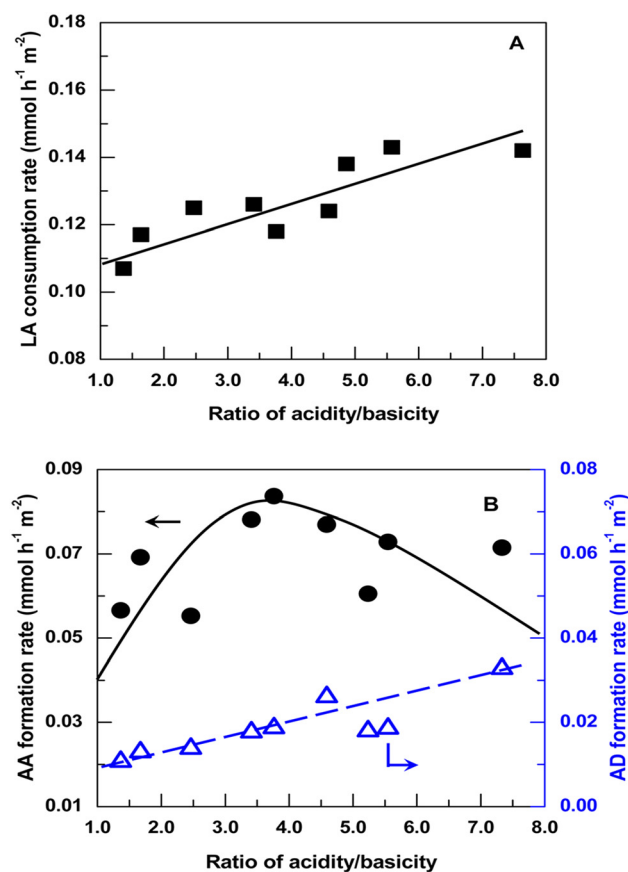 A
LA consumption rate (mmol h⁻¹ m⁻²)
0.18
0.16
0.14
0.12
0.10
0.08
1.0 2.0 3.0 4.0 5.0 6.0 7.0 8.0
Ratio of acidity/basicity
B
AA formation rate (mmol h⁻¹ m⁻²)
0.09
0.07
0.05
0.03
0.01
0.08
0.06
0.04
0.02
0.00
AD formation rate (mmol h⁻¹ m⁻²)
1.0 2.0 3.0 4.0 5.0 6.0 7.0 8.0
Ratio of acidity/basicity